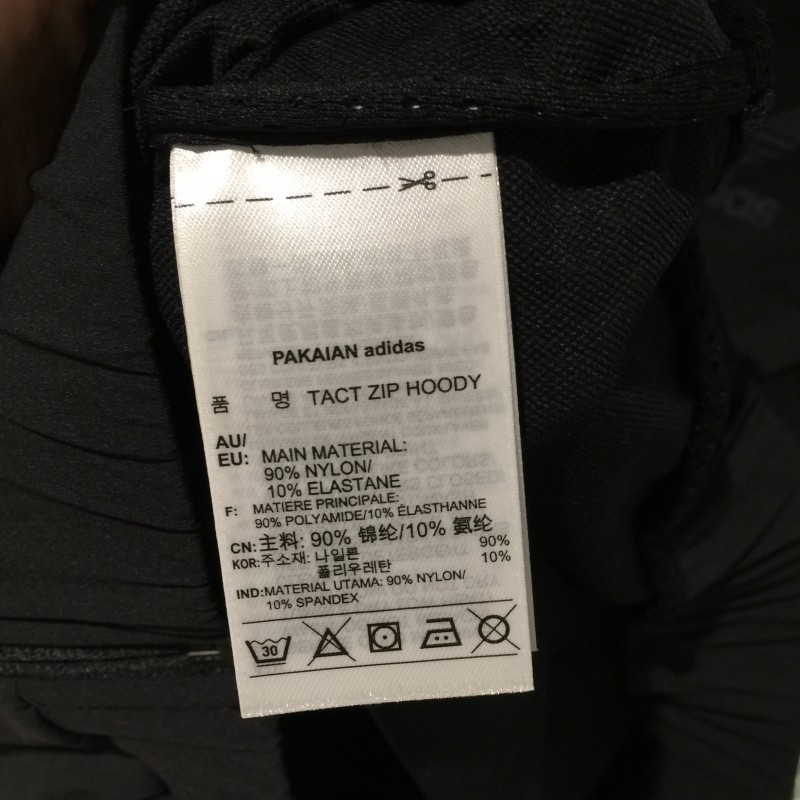 PAKAIAN adidas
품 명 TACT ZIP HOODY
AU/
EU: MAIN MATERIAL:
90% NYLON/
10% ELASTANE
F: MATIERE PRINCIPALE:
90% POLYAMIDE/10% ÉLASTHANNE
CN: 主料: 90% 锦纶/10% 氨纶
KOR: 주소재: 나일론 90%
폴리우레탄 10%
IND: MATERIAL UTAMA: 90% NYLON/
10% SPANDEX
30